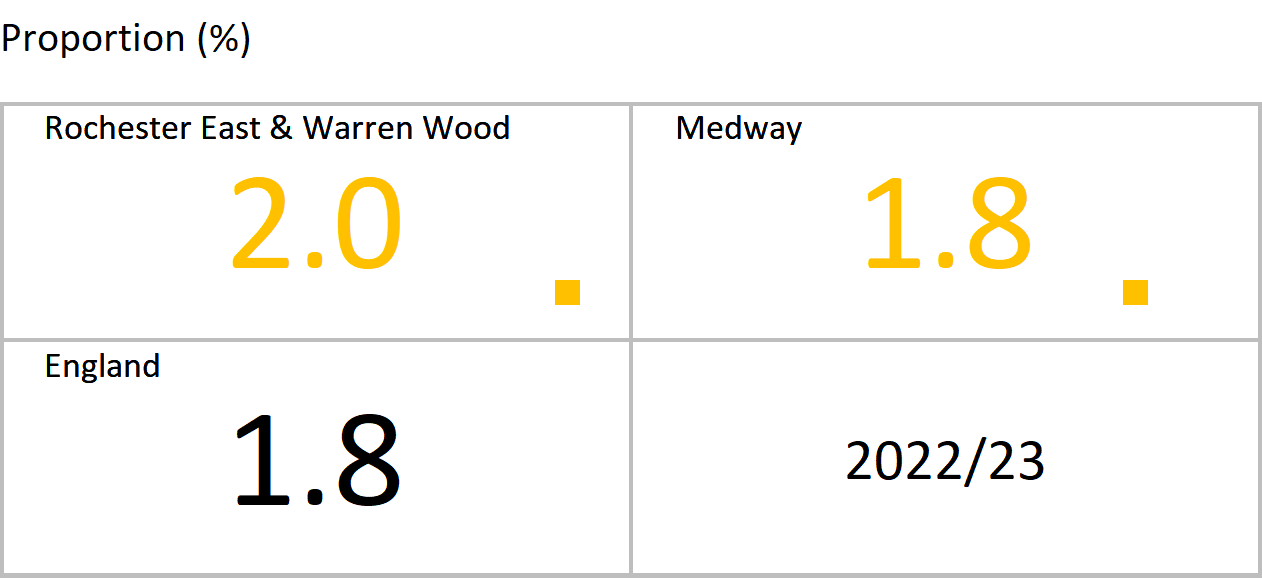 Proportion (%)
Rochester East & Warren Wood
2.0
Medway
1.8
England
1.8
2022/23